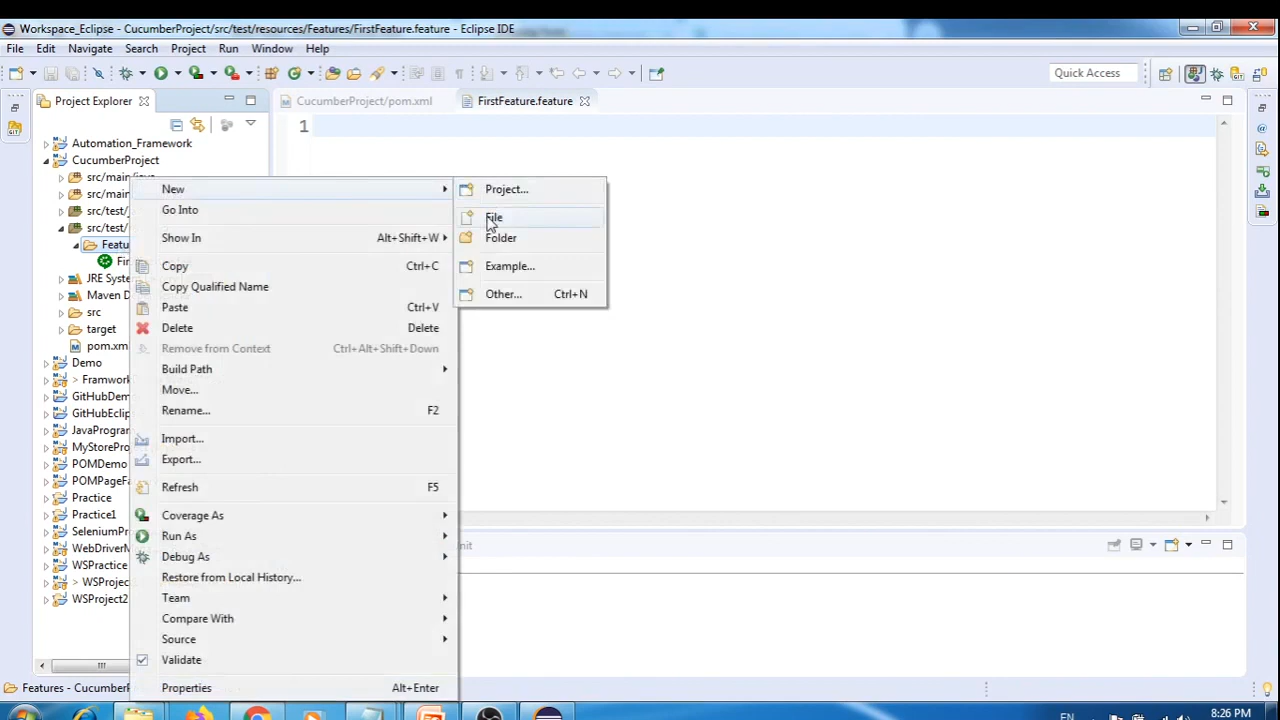 Workspace_Eclipse - CucumberProject/src/test/resources/Features/FirstFeature.feature - Eclipse IDE
File Edit Navigate Search Project Run Window Help
Quick Access
Project Explorer
CucumberProject/pom.xml
FirstFeature.feature
1
Automation_Framework
CucumberProject
src/main/java
src/main
src/test/
src/test/
Featu
Fir
JRE Syste
Maven D
src
target
pom.xm
Demo
> Framwork
GitHubDem
GitHubEclip
JavaProgram
MyStorePro
POMDemo
POMPageFa
Practice
Practice1
SeleniumPr
WebDriverM
WSPractice
> WSProjec
WSProject2
New
Go Into
Show In Alt+Shift+W
Copy Ctrl+C
Copy Qualified Name
Paste Ctrl+V
Delete Delete
Remove from Context Ctrl+Alt+Shift+Down
Build Path
Move...
Rename... F2
Import...
Export...
Refresh F5
Coverage As
Run As
Debug As
Restore from Local History...
Team
Compare With
Source
Validate
Properties Alt+Enter
Project...
File
Folder
Example...
Other... Ctrl+N
nit
Features - CucumberP
EN
8:26 PM